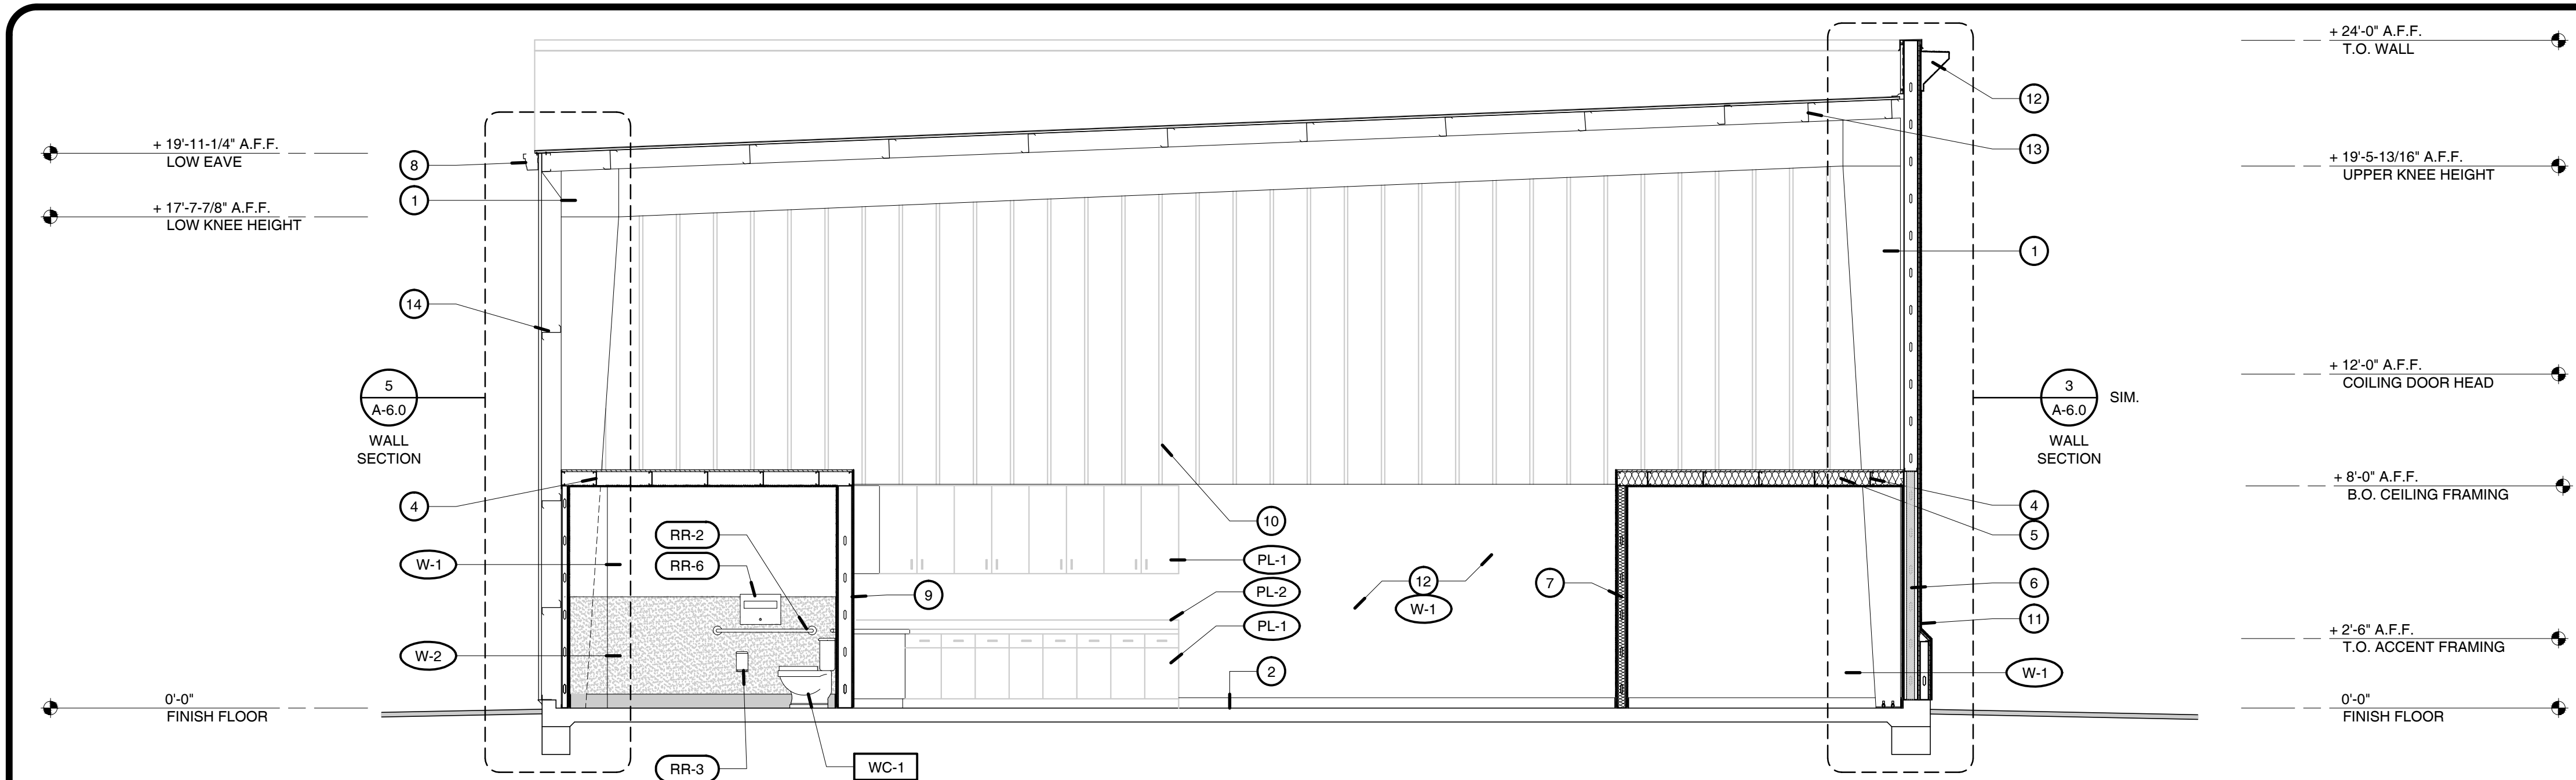 + 24'-0" A.F.F.
T.O. WALL
12
13
+ 19'-11-1/4" A.F.F.
LOW EAVE
8
+ 19'-5-13/16" A.F.F.
UPPER KNEE HEIGHT
1
+ 17'-7-7/8" A.F.F.
LOW KNEE HEIGHT
1
14
+ 12'-0" A.F.F.
COILING DOOR HEAD
5
A-6.0
WALL
SECTION
3
A-6.0
SIM.
WALL
SECTION
+ 8'-0" A.F.F.
B.O. CEILING FRAMING
4
4
5
10
RR-2
RR-6
W-1
PL-1
PL-2
PL-1
9
12
W-1
7
6
11
+ 2'-6" A.F.F.
T.O. ACCENT FRAMING
W-2
2
W-1
0'-0"
FINISH FLOOR
0'-0"
FINISH FLOOR
RR-3
WC-1